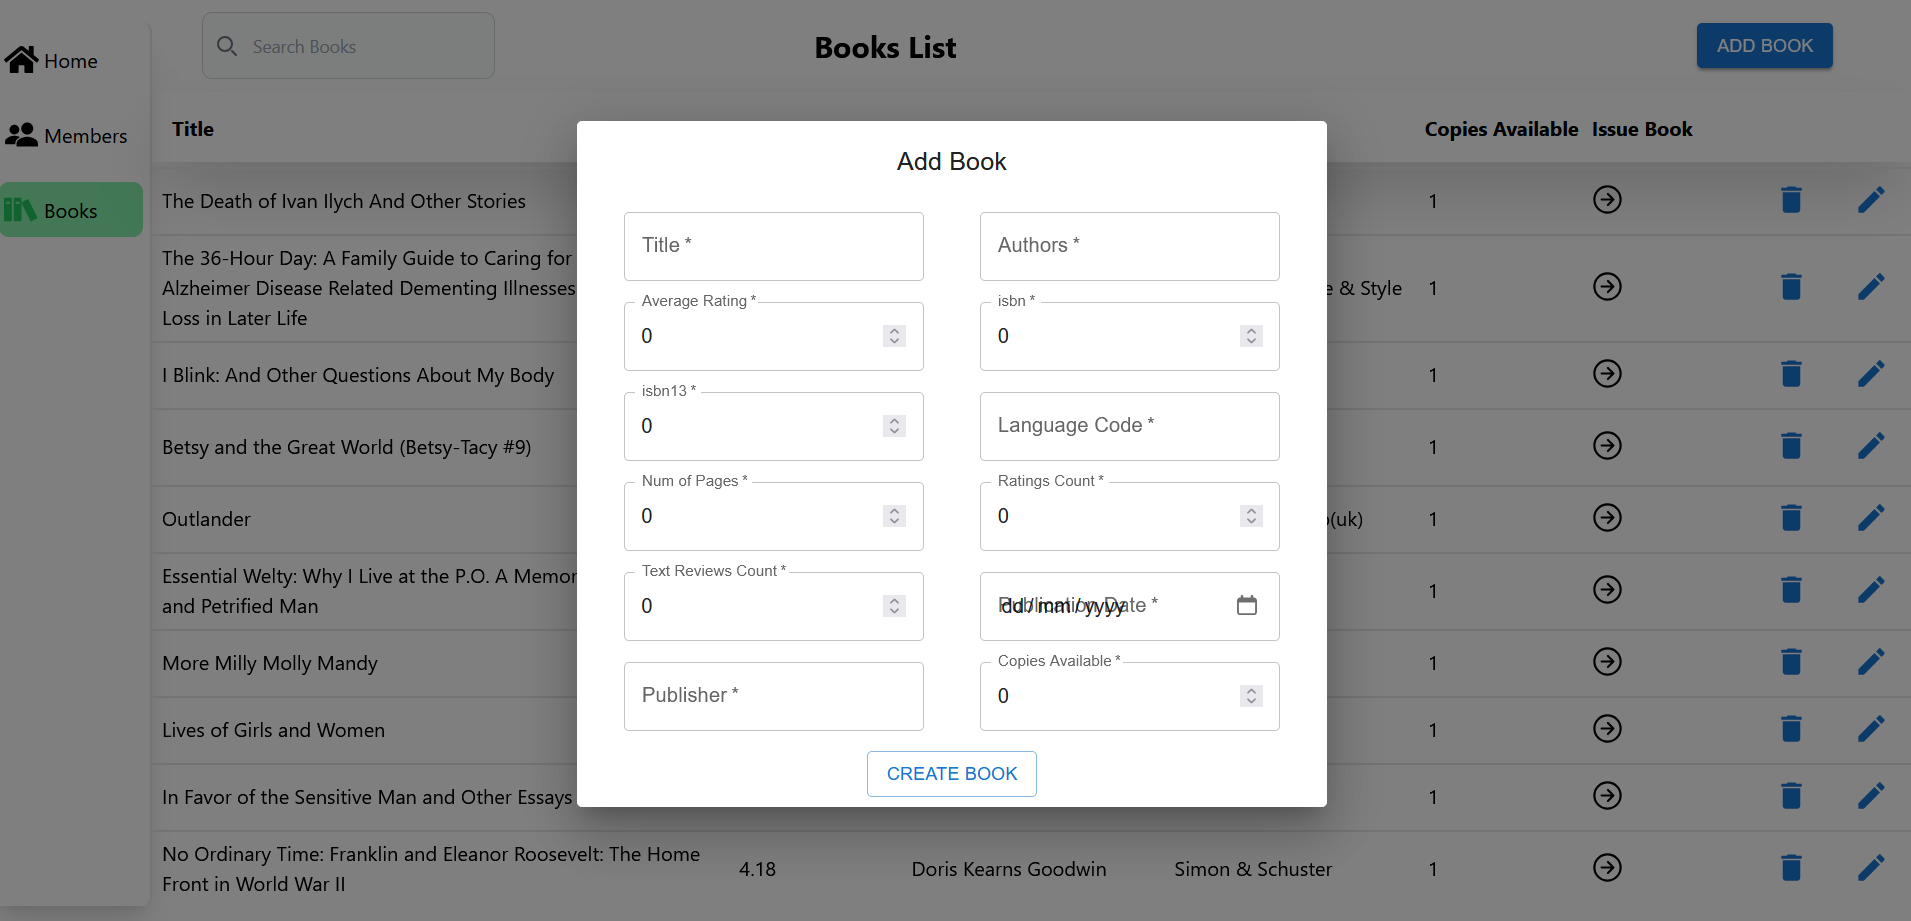 Search Books
Books List
ADD BOOK
Home
Members
Books
Title
Copies Available
Issue Book
Add Book
Title *
Authors *
Average Rating *
0
isbn *
0
isbn13 *
0
Language Code *
Num of Pages *
0
Ratings Count *
0
Text Reviews Count *
0
Publication Date *
dd/mm/yyyy
Publisher *
Copies Available *
0
CREATE BOOK
The Death of Ivan Ilych And Other Stories
1
The 36-Hour Day: A Family Guide to Caring for
Alzheimer Disease Related Dementing Illnesses
Loss in Later Life
& Style
1
I Blink: And Other Questions About My Body
1
Betsy and the Great World (Betsy-Tacy #9)
1
Outlander
(uk)
1
Essential Welty: Why I Live at the P.O. A
and Petrified Man
1
More Milly Molly Mandy
1
Lives of Girls and Women
1
In Favor of the Sensitive Man and Other Essays
1
No Ordinary Time: Franklin and Eleanor Roosevelt: The Home
Front in World War II
4.18
Doris Kearns Goodwin
Simon & Schuster
1